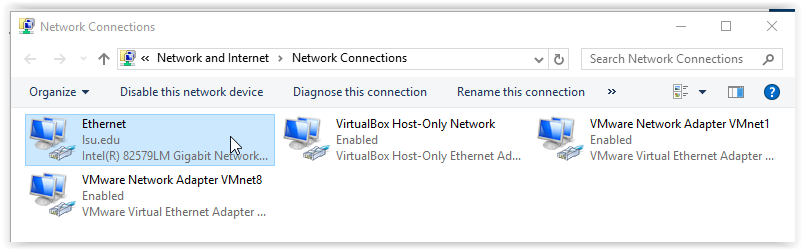 Network Connections
« Network and Internet > Network Connections
Search Network Connections
Organize Disable this network device Diagnose this connection Rename this connection »
Ethernet
lsu.edu
Intel(R) 82579LM Gigabit Network...
VirtualBox Host-Only Network
Enabled
VirtualBox Host-Only Ethernet Ad...
VMware Network Adapter VMnet1
Enabled
VMware Virtual Ethernet Adapter ...
VMware Network Adapter VMnet8
Enabled
VMware Virtual Ethernet Adapter ...